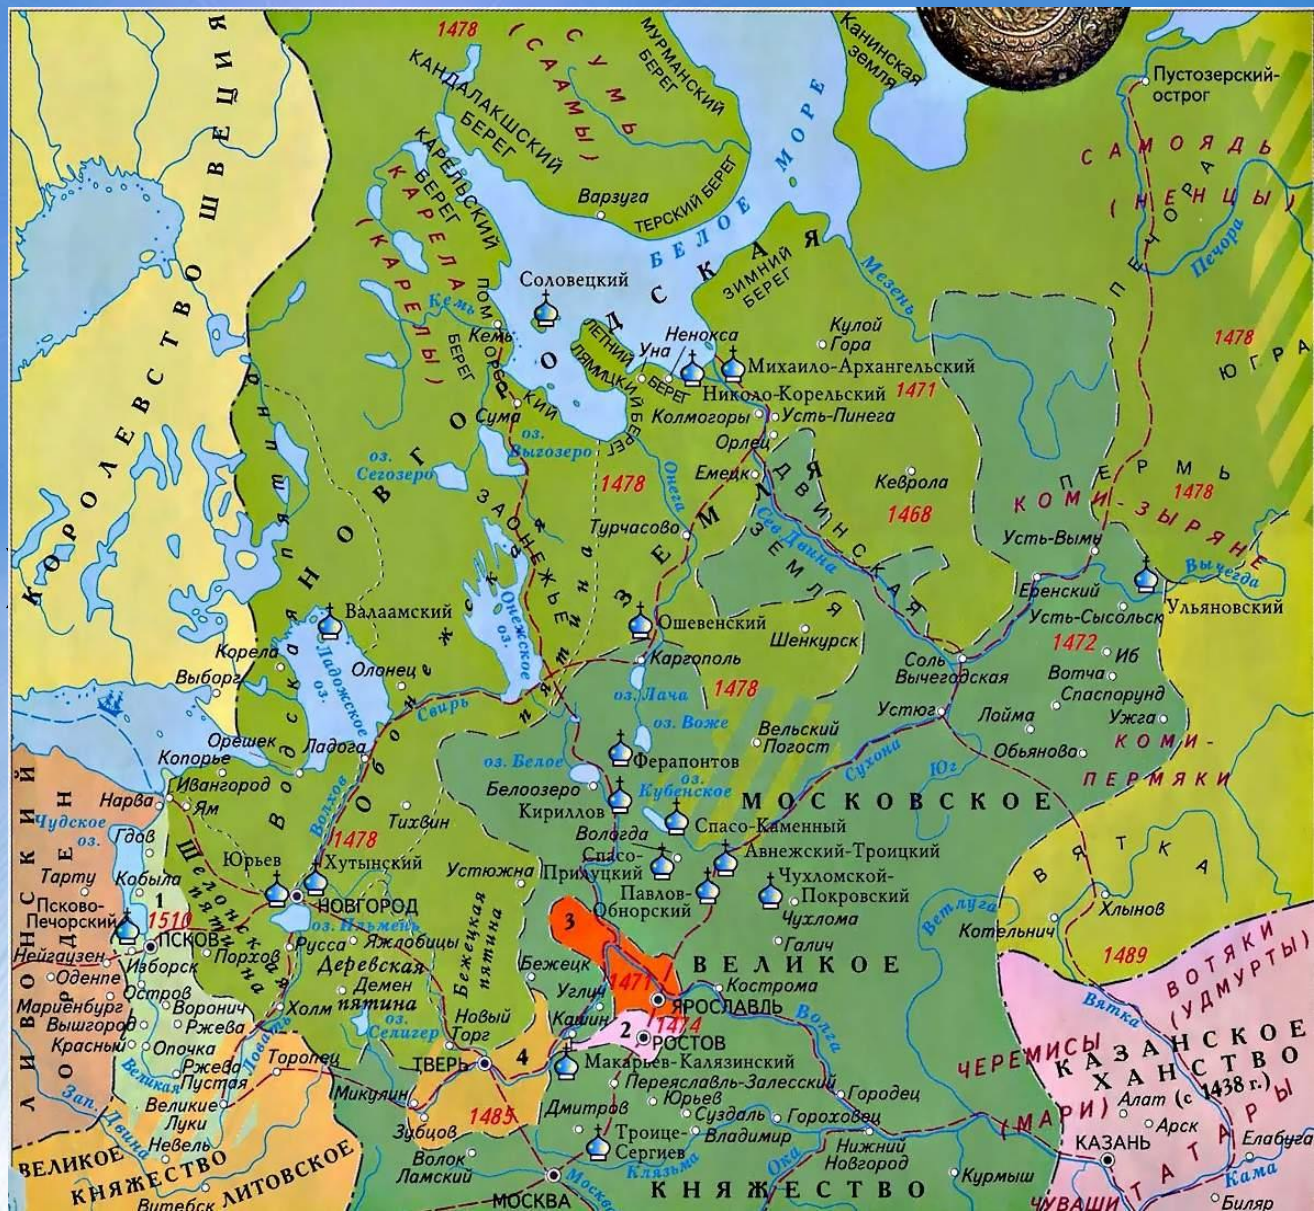 1478
СУМЬ
(СААМЫ)
МУРМАНСКИЙ
БЕРЕГ
Канинская
земля
КАНДАЛАКШСКИЙ
БЕРЕГ
КАРЕЛЬСКИЙ
БЕРЕГ
КАРЕЛА
(КАРЕЛЫ)
Варзуга
ТЕРСКИЙ БЕРЕГ
БЕЛОЕ МОРЕ
ЗИМНИЙ
БЕРЕГ
Мезень
Пустозерский-
острог
САМОЯДЬ
(НЕНЦЫ)
ПЕЧОРА
Печора
1478
ЮГРА
КОРОЛЕВСТВО ШВЕЦИЯ
НОВГОРОДСКАЯ
ЗЕМЛЯ
Соловецкий
Кемь
Кемь
ПОМОРСКИЙ
БЕРЕГ
ЛЕТНИЙ
БЕРЕГ
ЛЯМИЦКИЙ БЕРЕГ
Уна
Ненокса
Кулой
Гора
Михаило-Архангельский
Николо-Корельский
1471
Колмогоры
Усть-Пинега
Орлец
Емецк
Сума
оз.
Выгозеро
оз.
Сегозеро
Онега
1478
Турчасово
ЗАОНЕЖЬЕ
ДВИНСКАЯ
ЗЕМЛЯ
Сев. Двина
Кеврола
1468
ПЕРМЬ
1478
КОМИ-ЗЫРЯНЕ
Усть-Вымь
Вычегда
Еренский
Ульяновский
Усть-Сысольск
1472
Иб
Вотча
Спаспорунд
Ужга
Лойма
Обьянова
КОМИ-
ПЕРМЯКИ
Валаамский
Корела
Выборг
Ладожское
оз.
Олонец
Онежское
оз.
Свирь
Водская пятина
Обонежская пятина
Ошевенский
Каргополь
оз. Лача
1478
оз. Воже
Шенкурск
Вельский
Погост
Соль
Вычегодская
Устюг
Сухона
Юг
Орешек
Ладога
Копорье
Ивангород
Нарва
Ям
Чудское
оз.
Гдов
Тарту
Кобыла
Волхов
1478
Тихвин
Юрьев
Хутынский
НОВГОРОД
оз. Ильмень
Шелонская
пятина
оз. Белое
Белоозеро
Ферапонтов
Кириллов
оз.
Кубенское
Вологда
Спасо-Каменный
Спасо-
Прилуцкий
Авнежский-Троицкий
Павлов-
Обнорский
Чухломской-
Покровский
Чухлома
Галич
Устюжна
МОСКОВСКОЕ
ВЕЛИКОЕ
КНЯЖЕСТВО
ВЯТКА
Хлынов
Котельнич
1489
Ветлуга
Вятка
ВОТЯКИ
(УДМУРТЫ)
Псково-
Печорский
1
1510
ПСКОВ
Нейгаузен
Изборск
Порхов
Русса
Яжелбицы
Деревская
пятина
Бежецкая
пятина
Демен
Холм
Оденпе
Остров
Мариенбург
Воронич
Вышгород
Ржева
Красный
Опочка
Ржева
Пустая
Великая
Великие
Луки
Невель
Ловать
Торопец
оз.
Селигер
Зап. Двина
ЛИВОНСКИЙ
ОРДЕН
ВЕЛИКОЕ
КНЯЖЕСТВО ЛИТОВСКОЕ
Витебск
3
1471
Бежецк
Углич
Кашин
Новый
Торг
ТВЕРЬ
4
1485
Микулин
Зубцов
Волок
Ламский
ЯРОСЛАВЛЬ
2
1474
РОСТОВ
Кострома
Макарьев-Калязинский
Переяславль-Залесский
Юрьев
Дмитров
Суздаль
Гороховец
Городец
Троице-
Сергиев
Владимир
Нижний
Новгород
Клязьма
Ока
Волга
МОСКВА
Москва
Курмыш
ЧЕРЕМИСЫ
(МАРИ)
КАЗАНСКОЕ
ХАНСТВО
(с 1438 г.)
Алат
Арск
КАЗАНЬ
Елабуга
Кама
Биляр
ТАТАРЫ
ЧУВАШИ